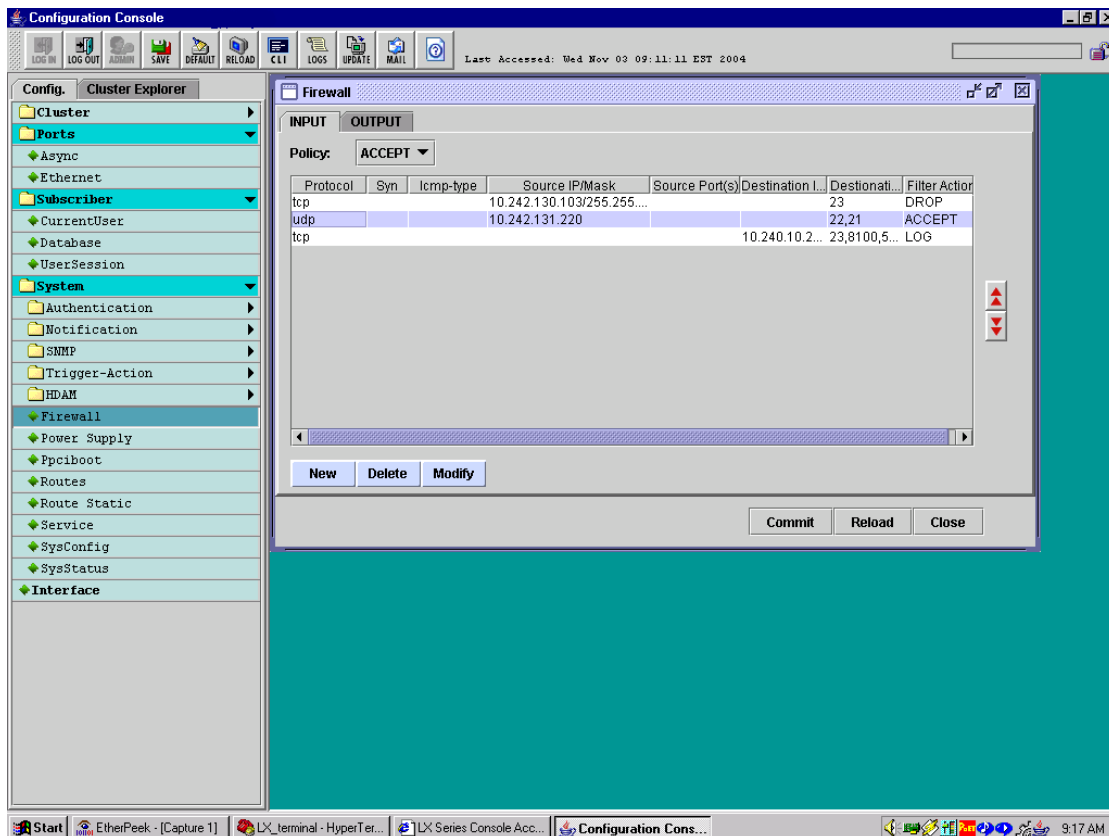 Configuration Console
LOG IN LOG OUT ADMIN SAVE DEFAULT RELOAD CLI LOGS UPDATE MAIL
Last Accessed: Wed Nov 03 09:11:11 EST 2004
Config. Cluster Explorer
Cluster
Ports
Async
Ethernet
Subscriber
CurrentUser
Database
UserSession
System
Authentication
Notification
SNMP
Trigger-Action
HDAM
Firewall
Power Supply
Ppciboot
Routes
Route Static
Service
SysConfig
SysStatus
Interface
Firewall
INPUT OUTPUT
Policy: ACCEPT
Protocol Syn Icmp-type Source IP/Mask Source Port(s) Destination I... Destionati... Filter Action
tcp 10.242.130.103/255.255.... 23 DROP
udp 10.242.131.220 22,21 ACCEPT
tcp 10.240.10.2... 23,8100,5... LOG
New Delete Modify
Commit Reload Close
Start EtherPeek - [Capture 1] LX_terminal - HyperTer... LX Series Console Acc... Configuration Cons... 9:17 AM